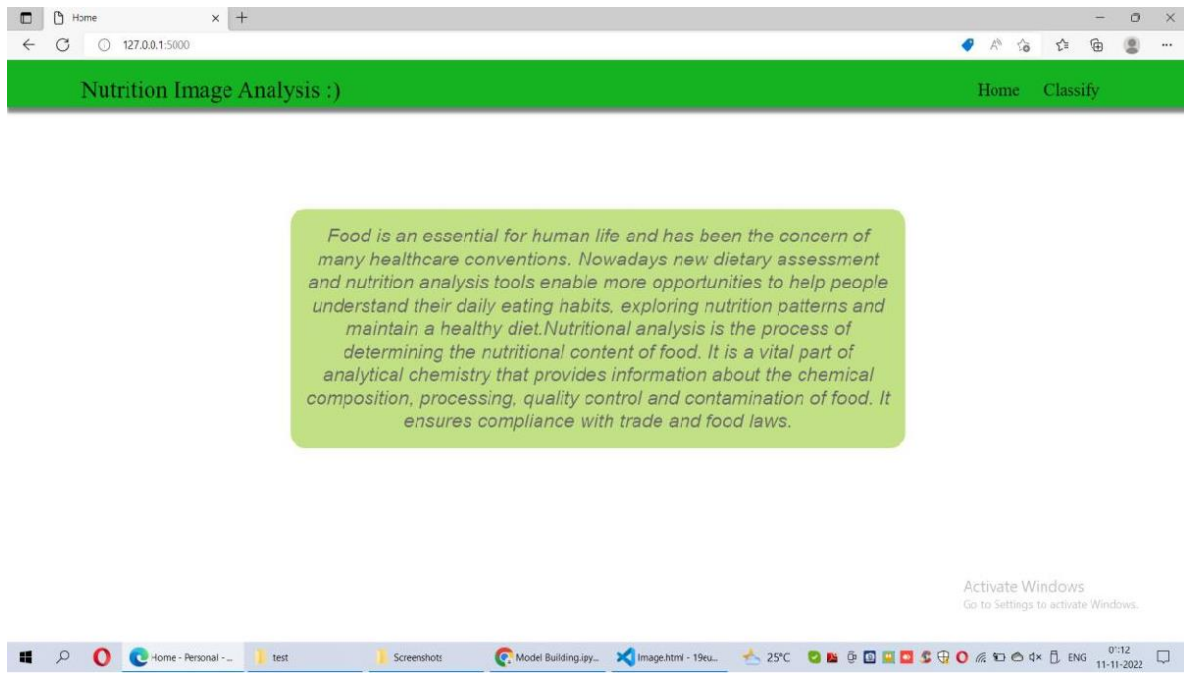 Home
127.0.0.1:5000
Nutrition Image Analysis :)
Home Classify
Food is an essential for human life and has been the concern of
many healthcare conventions. Nowadays new dietary assessment
and nutrition analysis tools enable more opportunities to help people
understand their daily eating habits, exploring nutrition patterns and
maintain a healthy diet.Nutritional analysis is the process of
determining the nutritional content of food. It is a vital part of
analytical chemistry that provides information about the chemical
composition, processing, quality control and contamination of food. It
ensures compliance with trade and food laws.
Activate Windows
Go to Settings to activate Windows.
Home - Personal - ...
test
Screenshots
Model Building.ipy...
Image.html - 19eu...
25°C
ENG
11-11-2022